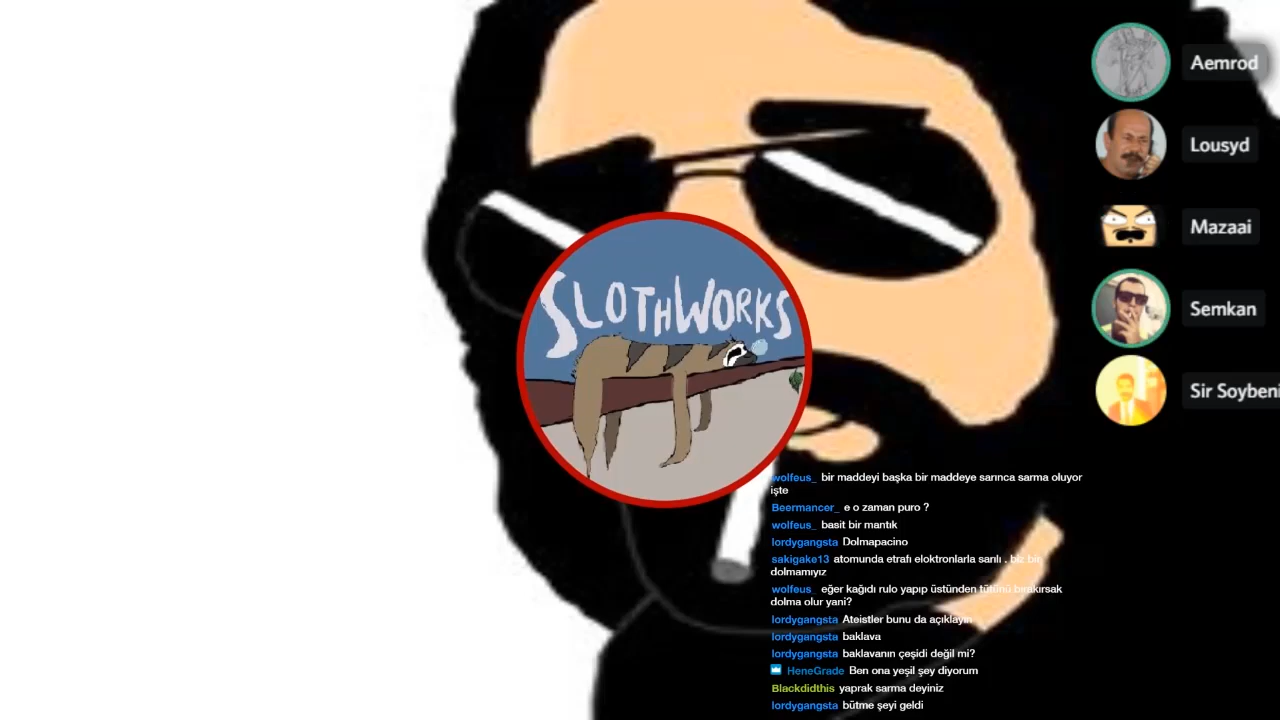 Aemrod
Lousyd
Mazaai
Semkan
Sir Soybeni
SLOTHWORKS
wolfeus_ bir maddeyi başka bir maddeye sarınca sarma oluyor
işte
Beermancer_ e o zaman puro ?
wolfeus_ basit bir mantık
lordygangsta Dolmapacino
sakigake13 atomunda etrafı eloktronlarla sarılı . biz bir
dolmamıyız
wolfeus_ eğer kağıdı rulo yapıp üstünden tütünü bırakırsak
dolma olur yani?
lordygangsta Ateistler bunu da açıklayın
lordygangsta baklava
lordygangsta baklavanın çeşidi değil mi?
HeneGrade Ben ona yeşil şey diyorum
Blackdidthis yaprak sarma deyiniz
lordygangsta bütme şeyi geldi